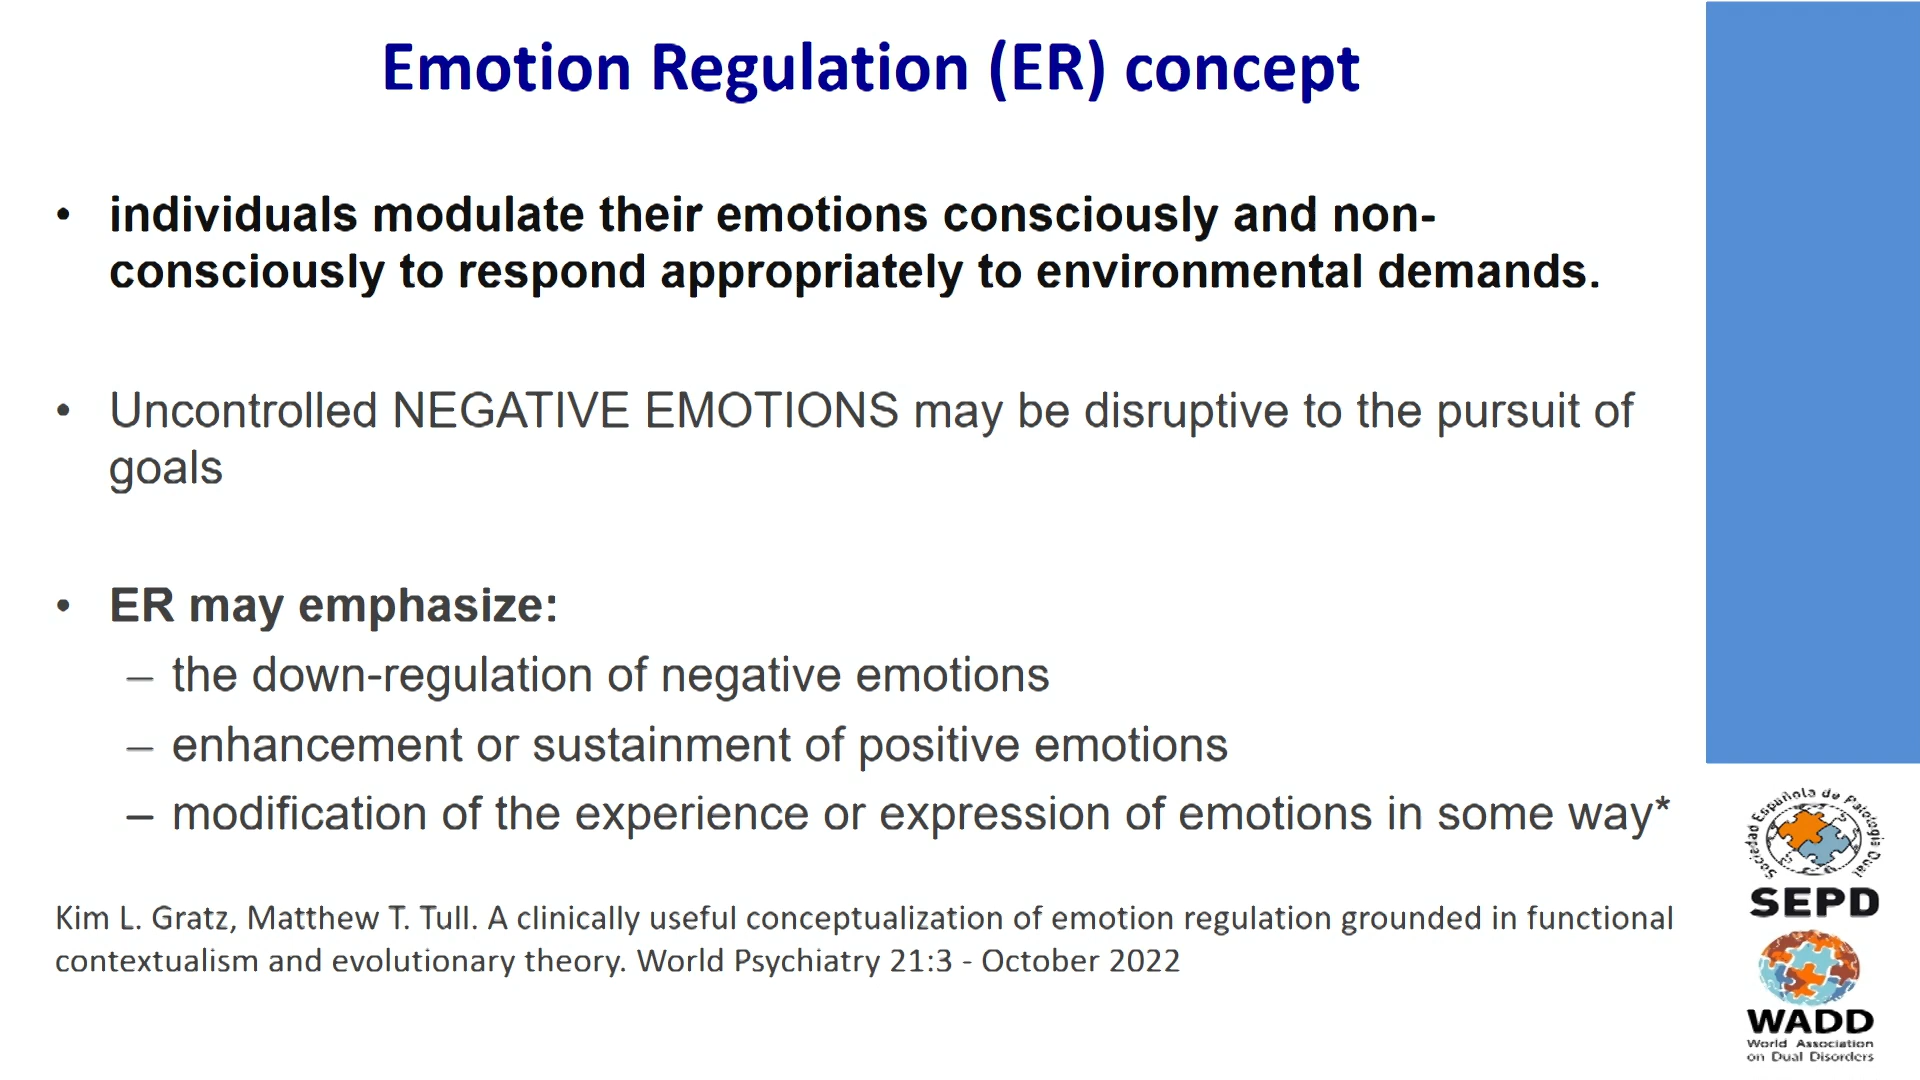 Emotion Regulation (ER) concept
• individuals modulate their emotions consciously and non-
consciously to respond appropriately to environmental demands.
• Uncontrolled NEGATIVE EMOTIONS may be disruptive to the pursuit of
goals
• ER may emphasize:
– the down-regulation of negative emotions
– enhancement or sustainment of positive emotions
– modification of the experience or expression of emotions in some way*
Kim L. Gratz, Matthew T. Tull. A clinically useful conceptualization of emotion regulation grounded in functional
contextualism and evolutionary theory. World Psychiatry 21:3 - October 2022
Sociedad Española de Patología Dual
SEPD
WADD
World Association
on Dual Disorders